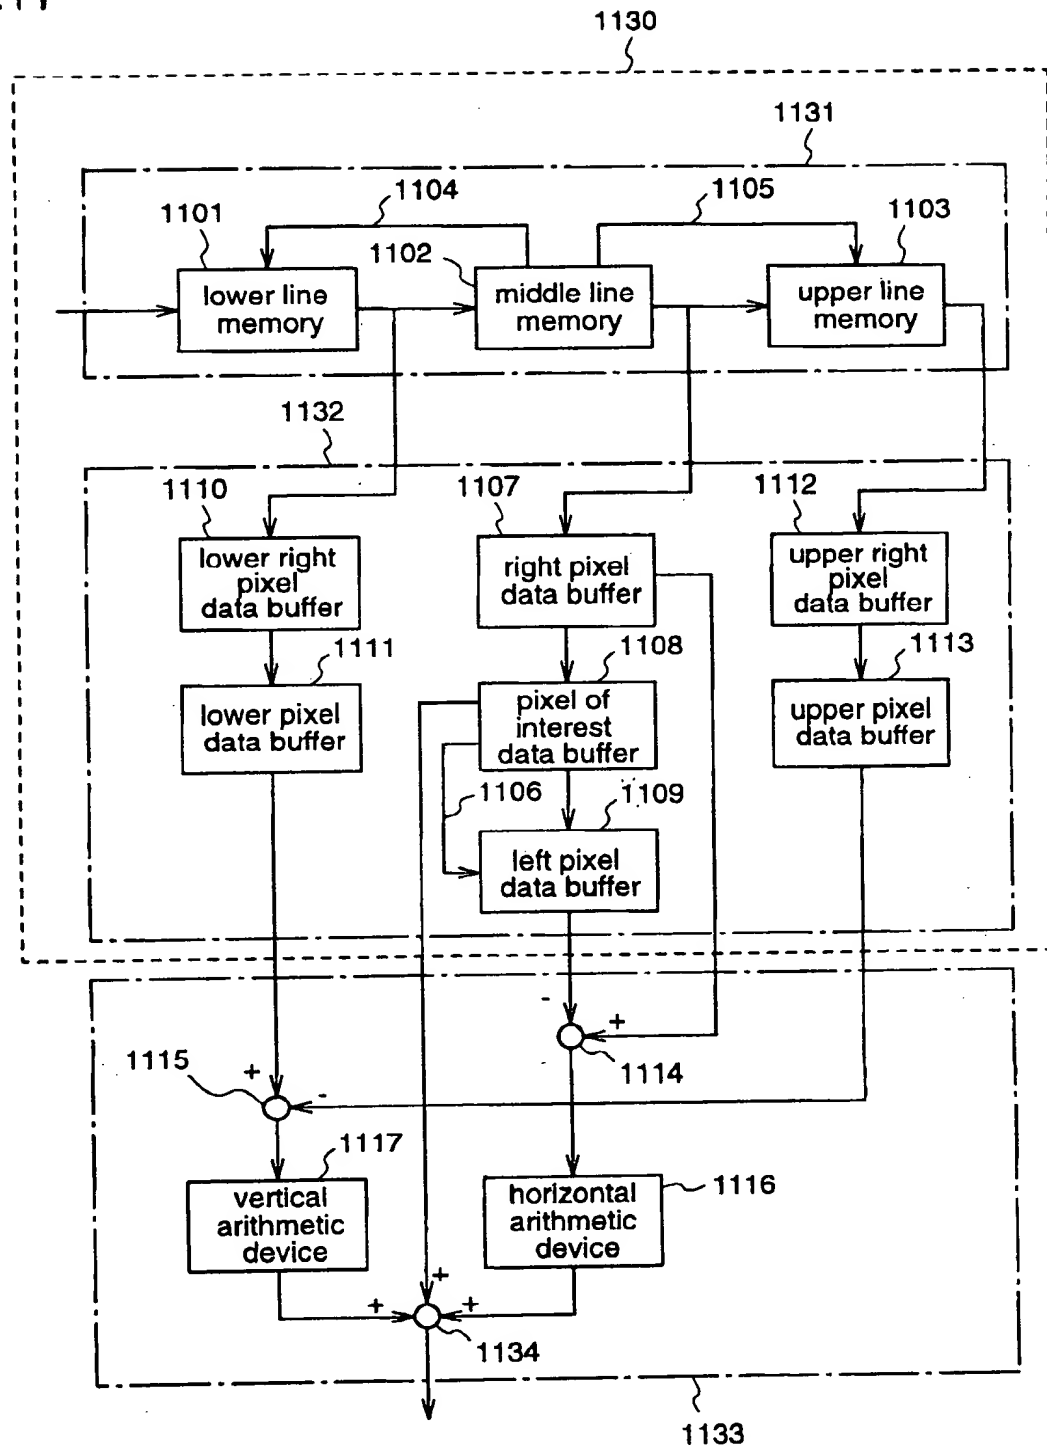 1130
1131
1104
1105
1101
1102
1103
lower line
memory
middle line
memory
upper line
memory
1132
1110
1107
1112
lower right
pixel
data buffer
right pixel
data buffer
upper right
pixel
data buffer
1111
1108
1113
lower pixel
data buffer
pixel of
interest
data buffer
upper pixel
data buffer
1106
1109
left pixel
data buffer
-
+
1114
1115
+
-
1117
1116
vertical
arithmetic
device
horizontal
arithmetic
device
+
+
+
1134
1133